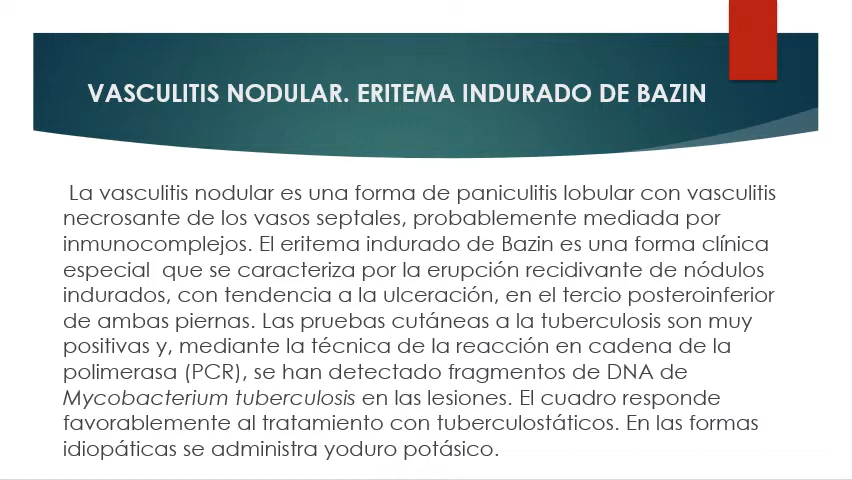 VASCULITIS NODULAR. ERITEMA INDURADO DE BAZIN
La vasculitis nodular es una forma de paniculitis lobular con vasculitis
necrosante de los vasos septales, probablemente mediada por
inmunocomplejos. El eritema indurado de Bazin es una forma clínica
especial  que se caracteriza por la erupción recidivante de nódulos
indurados, con tendencia a la ulceración, en el tercio posteroinferior
de ambas piernas. Las pruebas cutáneas a la tuberculosis son muy
positivas y, mediante la técnica de la reacción en cadena de la
polimerasa (PCR), se han detectado fragmentos de DNA de
Mycobacterium tuberculosis en las lesiones. El cuadro responde
favorablemente al tratamiento con tuberculostáticos. En las formas
idiopáticas se administra yoduro potásico.